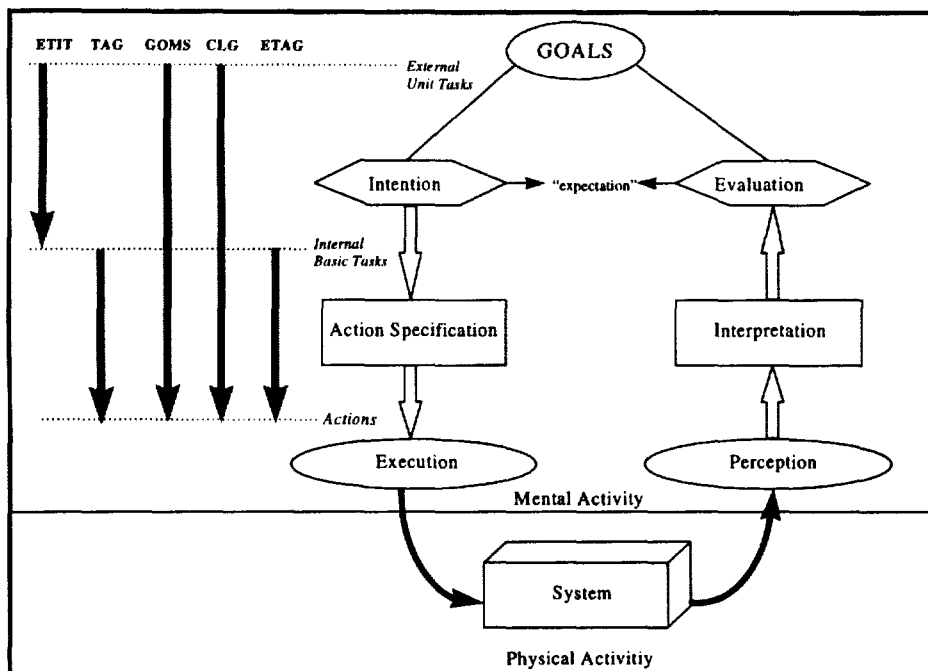 ETIT TAG GOMS CLG ETAG
GOALS
External
Unit Tasks
Intention
"expectation"
Evaluation
Internal
Basic Tasks
Action Specification
Interpretation
Actions
Execution
Perception
Mental Activity
System
Physical Activitiy